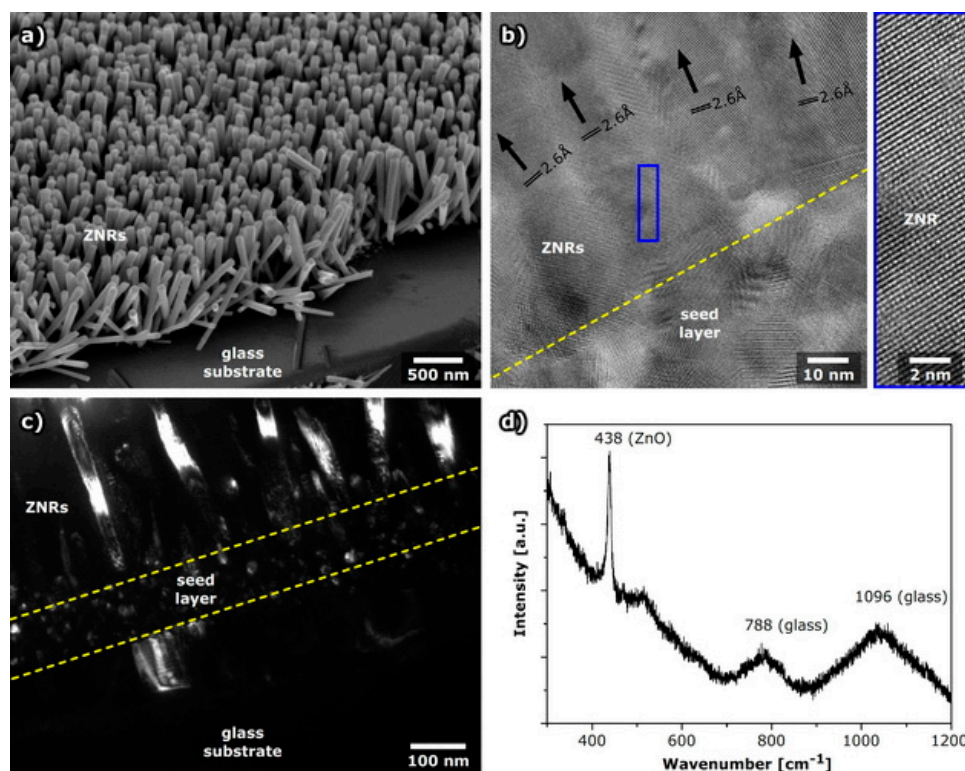 a)
ZNRs
glass
substrate
500 nm
b)
2.6Å
2.6Å
2.6Å
2.6Å
ZNRs
seed
layer
10 nm
ZNR
2 nm
c)
ZNRs
seed
layer
glass
substrate
100 nm
d)
438 (ZnO)
788 (glass)
1096 (glass)
Intensity [a.u.]
400
600
800
1000
1200
Wavenumber [cm⁻¹]